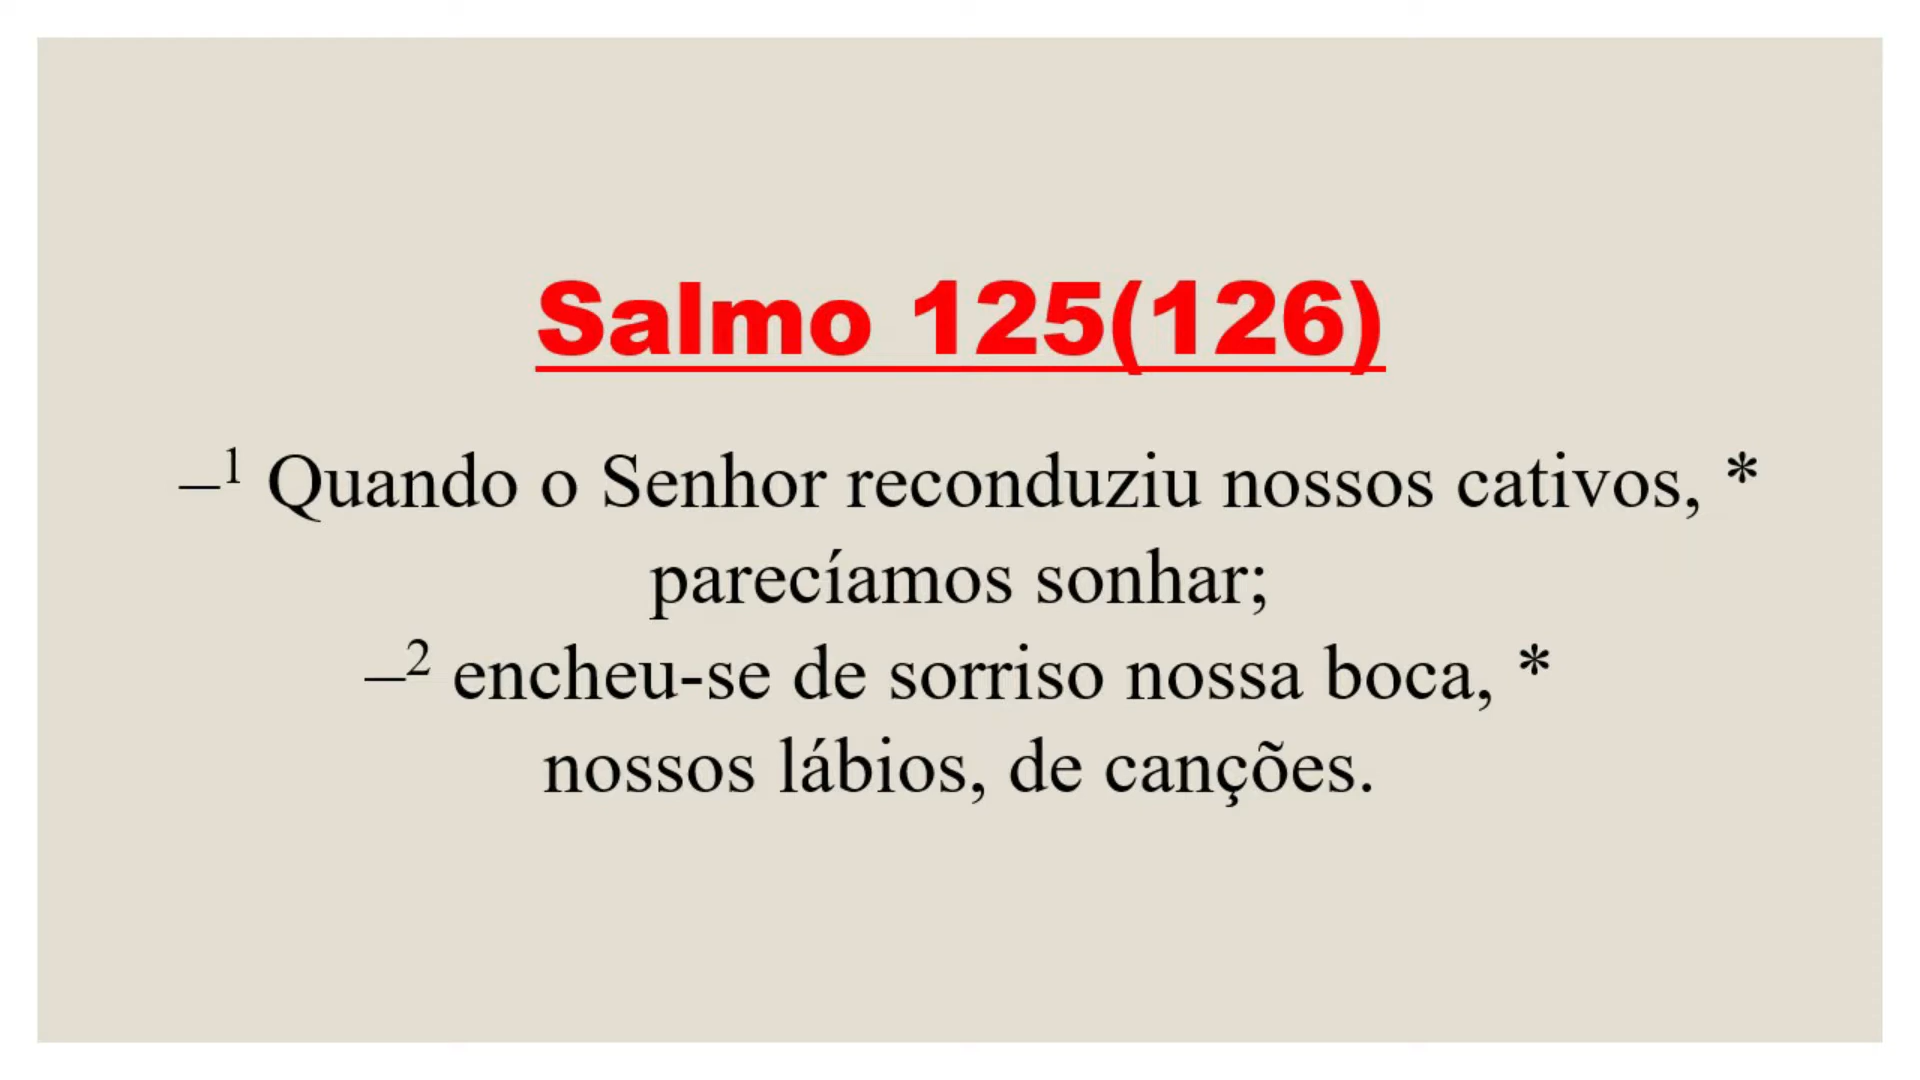 Salmo 125(126)
–¹ Quando o Senhor reconduziu nossos cativos, *
parecíamos sonhar;
–² encheu-se de sorriso nossa boca, *
nossos lábios, de canções.